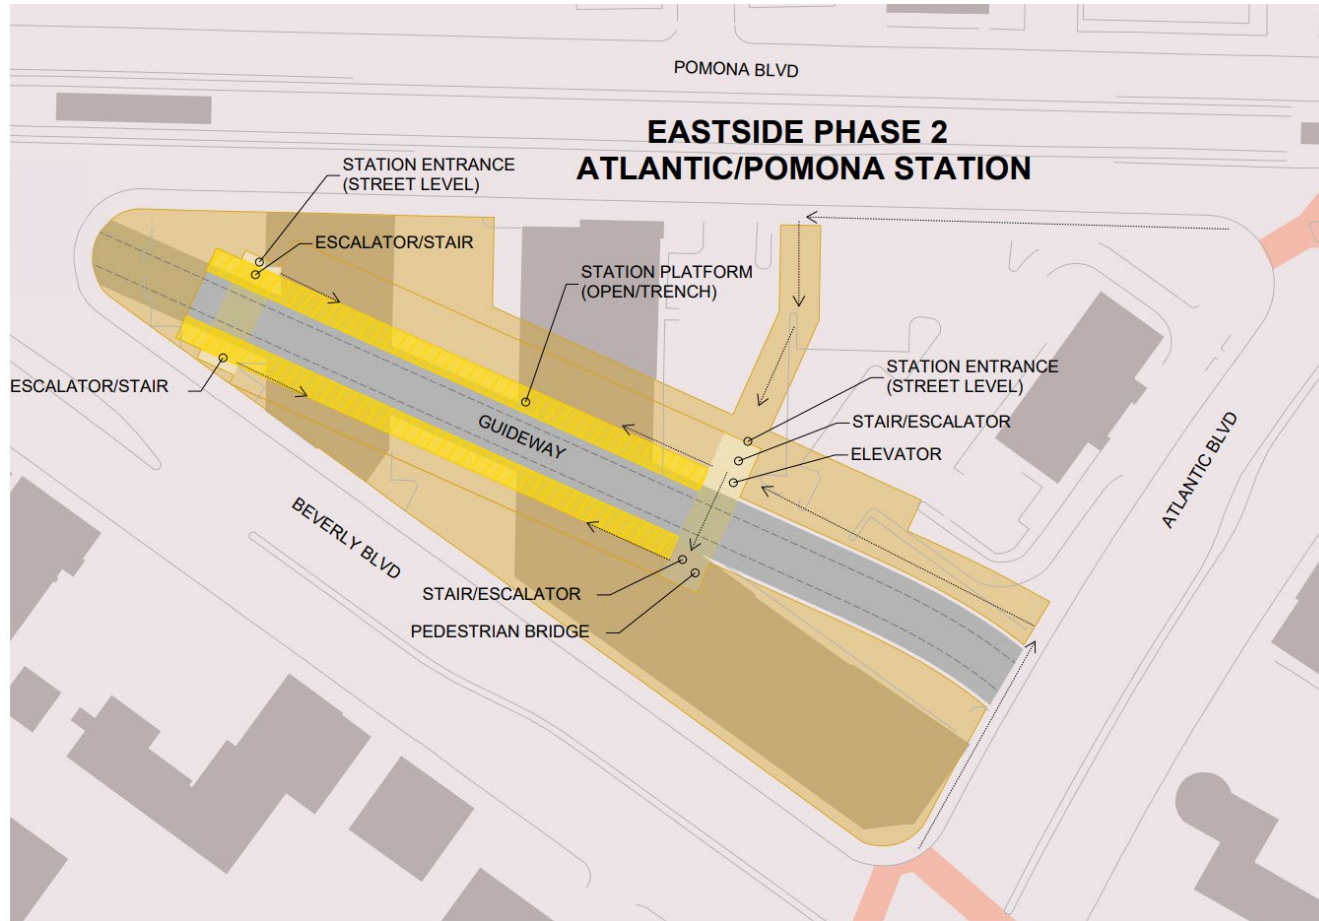 POMONA BLVD
EASTSIDE PHASE 2
ATLANTIC/POMONA STATION
STATION ENTRANCE
(STREET LEVEL)
ESCALATOR/STAIR
STATION PLATFORM
(OPEN/TRENCH)
STATION ENTRANCE
(STREET LEVEL)
ESCALATOR/STAIR
STAIR/ESCALATOR
GUIDEWAY
ELEVATOR
ATLANTIC BLVD
BEVERLY BLVD
STAIR/ESCALATOR
PEDESTRIAN BRIDGE